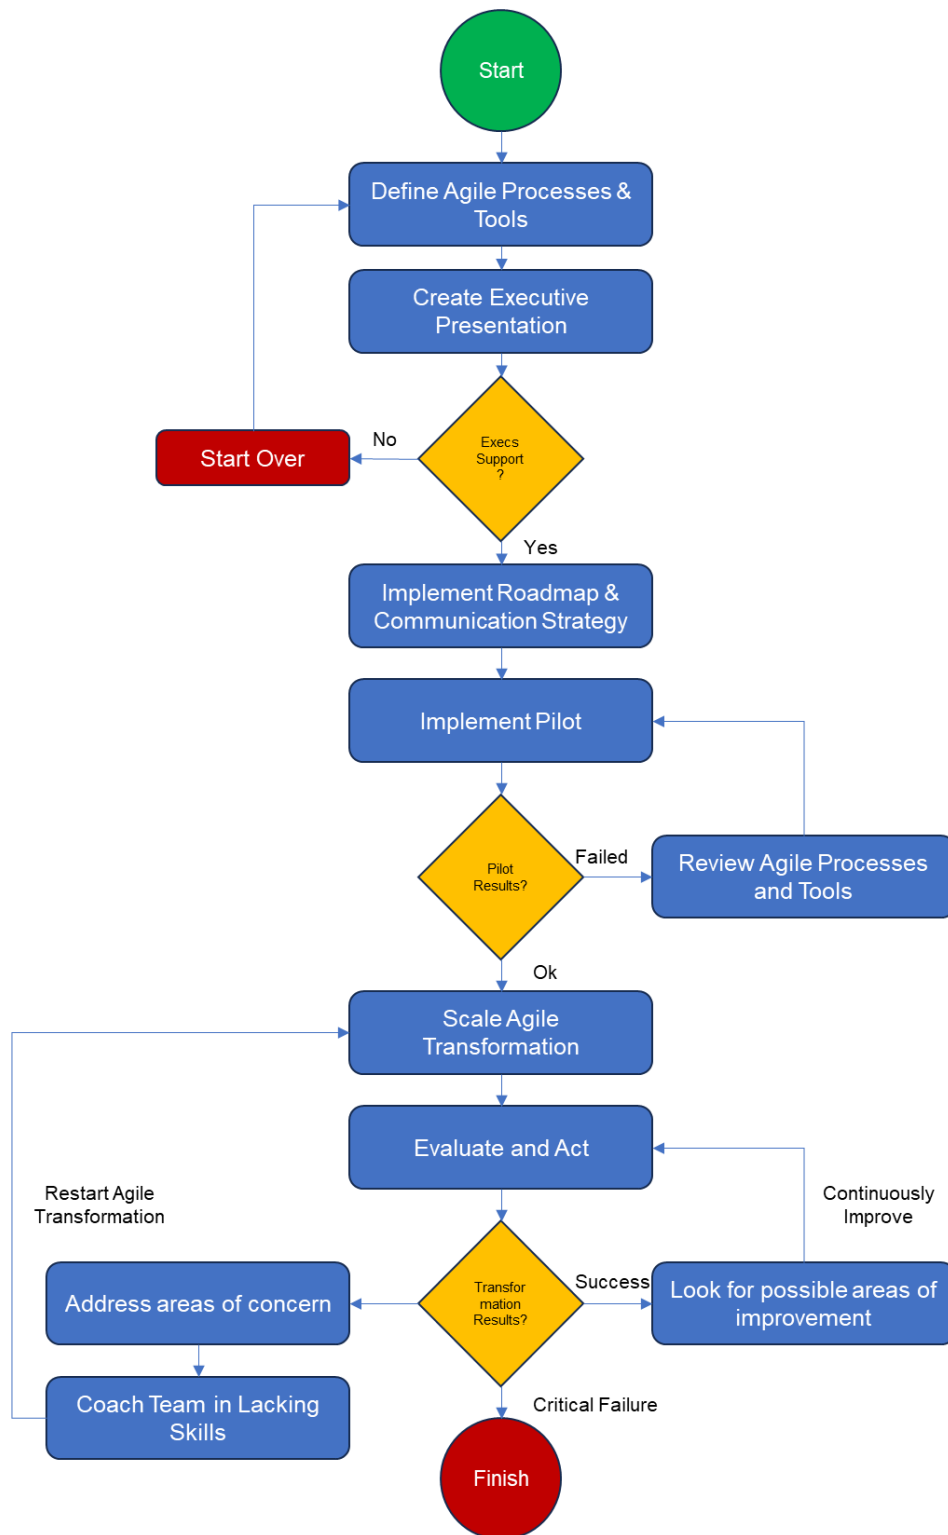 Start
Define Agile Processes &
Tools
Create Executive
Presentation
Execs
Support
?
No
Start Over
Yes
Implement Roadmap &
Communication Strategy
Implement Pilot
Pilot
Results?
Failed
Review Agile Processes
and Tools
Ok
Scale Agile
Transformation
Evaluate and Act
Restart Agile
Transformation
Continuously
Improve
Transfor
mation
Results?
Success
Address areas of concern
Look for possible areas of
improvement
Coach Team in Lacking
Skills
Critical Failure
Finish